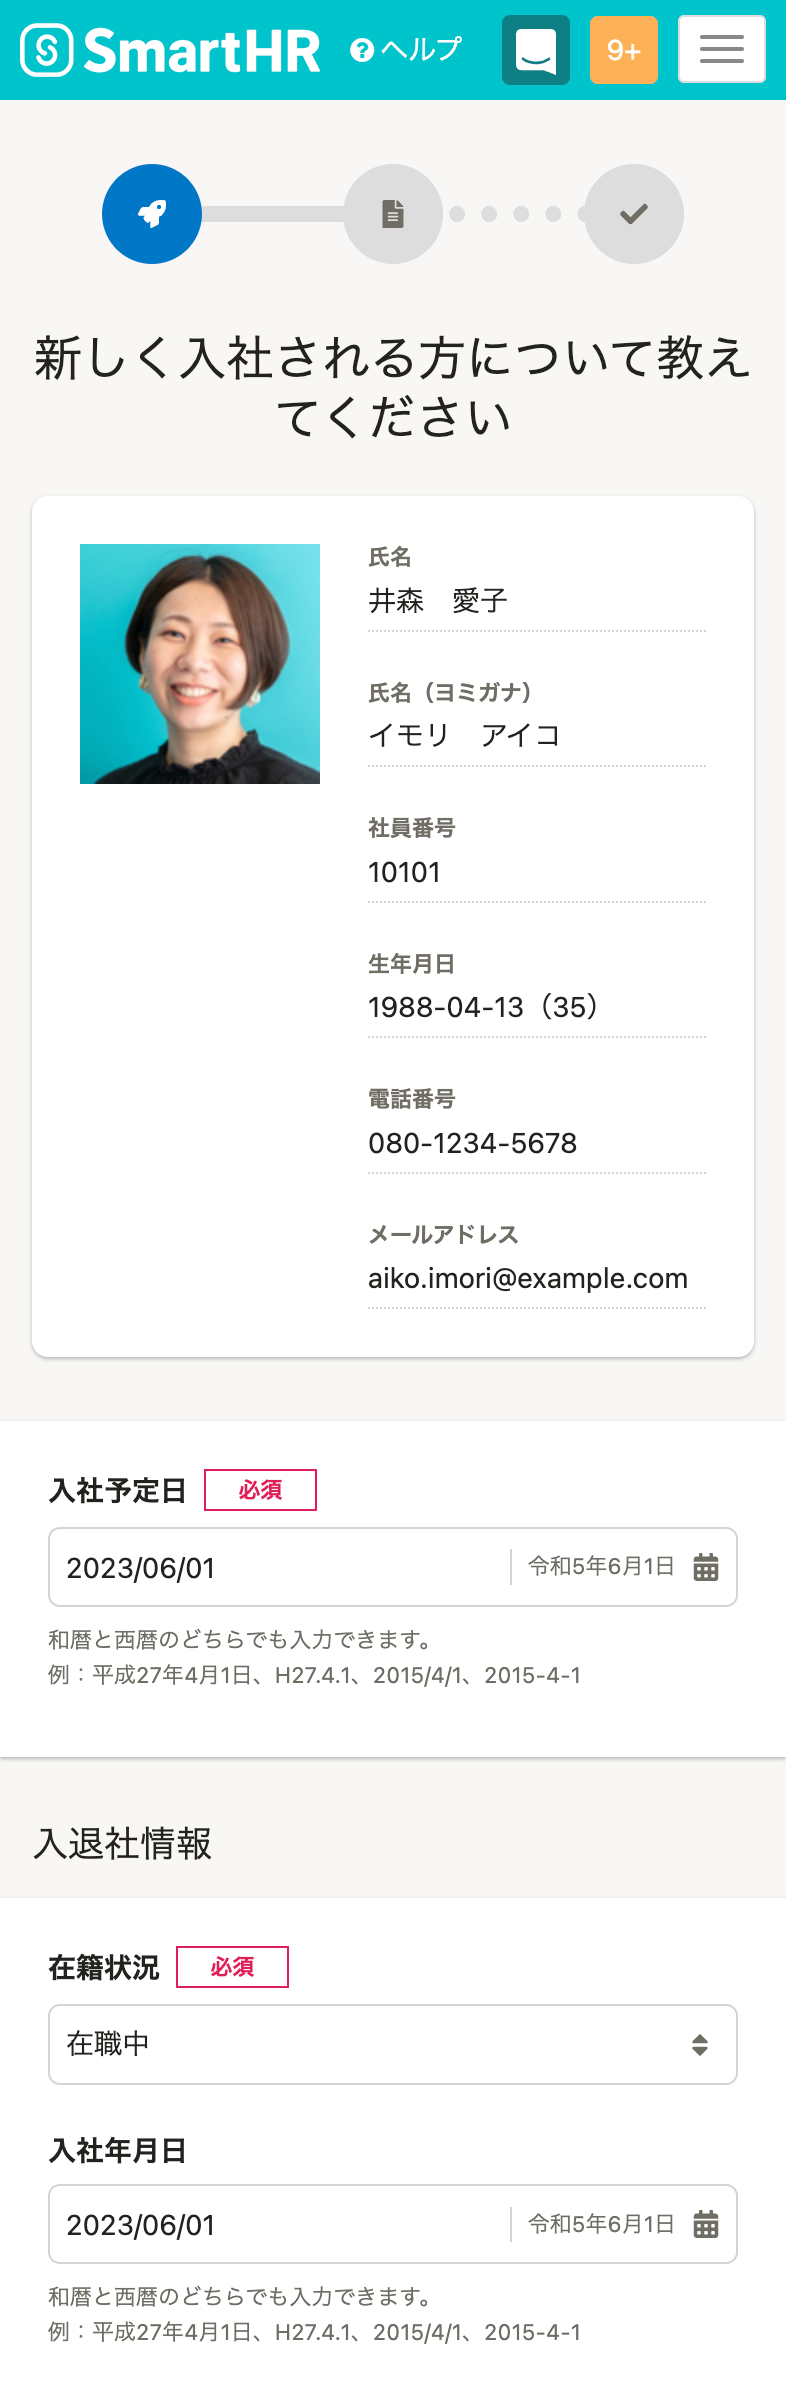 SmartHR ヘルプ 9+
新しく入社される方について教え
てください
氏名
井森　愛子
氏名（ヨミガナ）
イモリ　アイコ
社員番号
10101
生年月日
1988-04-13（35）
電話番号
080-1234-5678
メールアドレス
aiko.imori@example.com
入社予定日 必須
2023/06/01 令和5年6月1日
和暦と西暦のどちらでも入力できます。
例：平成27年4月1日、H27.4.1、2015/4/1、2015-4-1
入退社情報
在籍状況 必須
在職中
入社年月日
2023/06/01 令和5年6月1日
和暦と西暦のどちらでも入力できます。
例：平成27年4月1日、H27.4.1、2015/4/1、2015-4-1